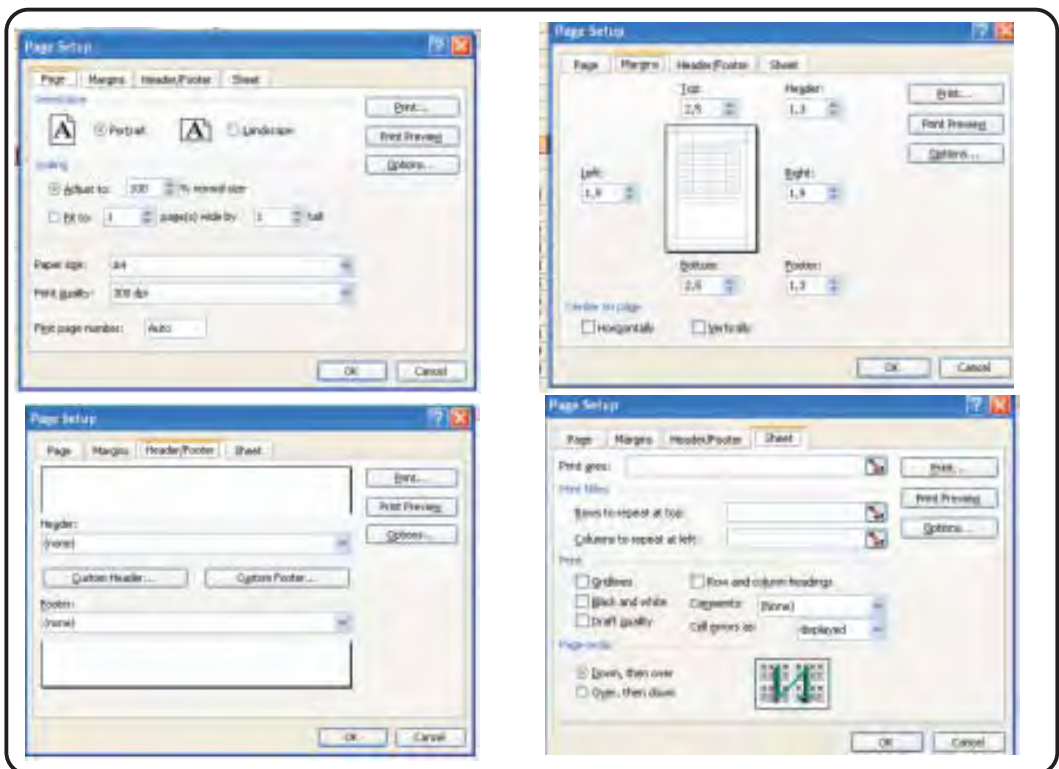 Page Setup
Page Margins Header/Footer Sheet
Orientation
A Portrait A Landscape
Print...
Print Preview
Options...
Scaling
Adjust to: 100 % normal size
Fit to: 1 page(s) wide by 1 tall
Paper size: A4
Print quality: 300 dpi
First page number: Auto
OK Cancel
Page Setup
Page Margins Header/Footer Sheet
Top: Header:
2,5 1,3
Print...
Print Preview
Options...
Left: Right:
1,9 1,9
Bottom: Footer:
2,5 1,3
Center on page
Horizontally Vertically
OK Cancel
Page Setup
Page Margins Header/Footer Sheet
Print...
Print Preview
Options...
Header:
(none)
Custom Header... Custom Footer...
Footer:
(none)
OK Cancel
Page Setup
Page Margins Header/Footer Sheet
Print area:
Print...
Print Preview
Options...
Print titles
Rows to repeat at top:
Columns to repeat at left:
Print
Gridlines Row and column headings
Black and white Comments: (None)
Draft quality Cell errors as: displayed
Page order
Down, then over
Over, then down
OK Cancel